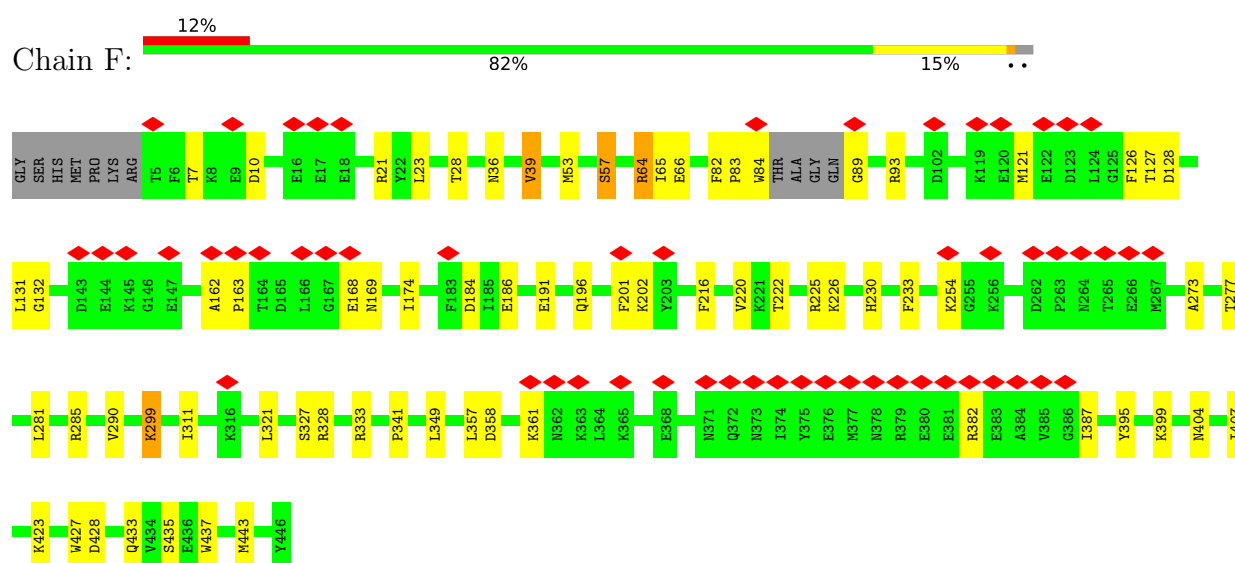 12%
Chain F:
82% 15% • •
GLY SER HIS MET PRO LYS ARG T5 F6 T7 K8 E9 D10 E16 E17 E18 R21 Y22 L23 T28 N36 V39 M53 S57 R64 I65 E66 F82 P83 W84 THR ALA GLY GLN G89 R93 D102 K119 E120 M121 E122 D123 L124 G125 F126 T127 D128
L131 G132 D143 E144 K145 G146 E147 A162 P163 T164 D165 L166 G167 E168 N169 I174 F183 D184 I185 E186 E191 Q196 F201 K202 Y203 F216 V220 K221 T222 R225 K226 H230 F233 K254 G255 K256 D262 P263 N264 T265 E266 M267 A273 T277
L281 R285 V290 K299 I311 K316 L321 S327 R328 R333 P341 L349 L357 D358 K361 N362 K363 L364 K365 E368 N371 Q372 N373 I374 Y375 E376 M377 N378 R379 E380 E381 R382 E383 A384 V385 G386 I387 Y395 K399 N404
K423 W427 D428 Q433 V434 S435 E436 W437 M443 Y446